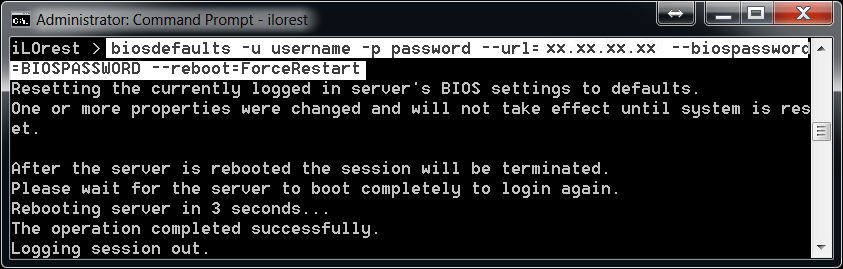 Administrator: Command Prompt - ilorest
iLOrest > biosdefaults -u username -p password --url= xx.xx.xx.xx --biospassword
=BIOSPASSWORD --reboot=ForceRestart
Resetting the currently logged in server's BIOS settings to defaults.
One or more properties were changed and will not take effect until system is res
et.
After the server is rebooted the session will be terminated.
Please wait for the server to boot completely to login again.
Rebooting server in 3 seconds...
The operation completed successfully.
Logging session out.